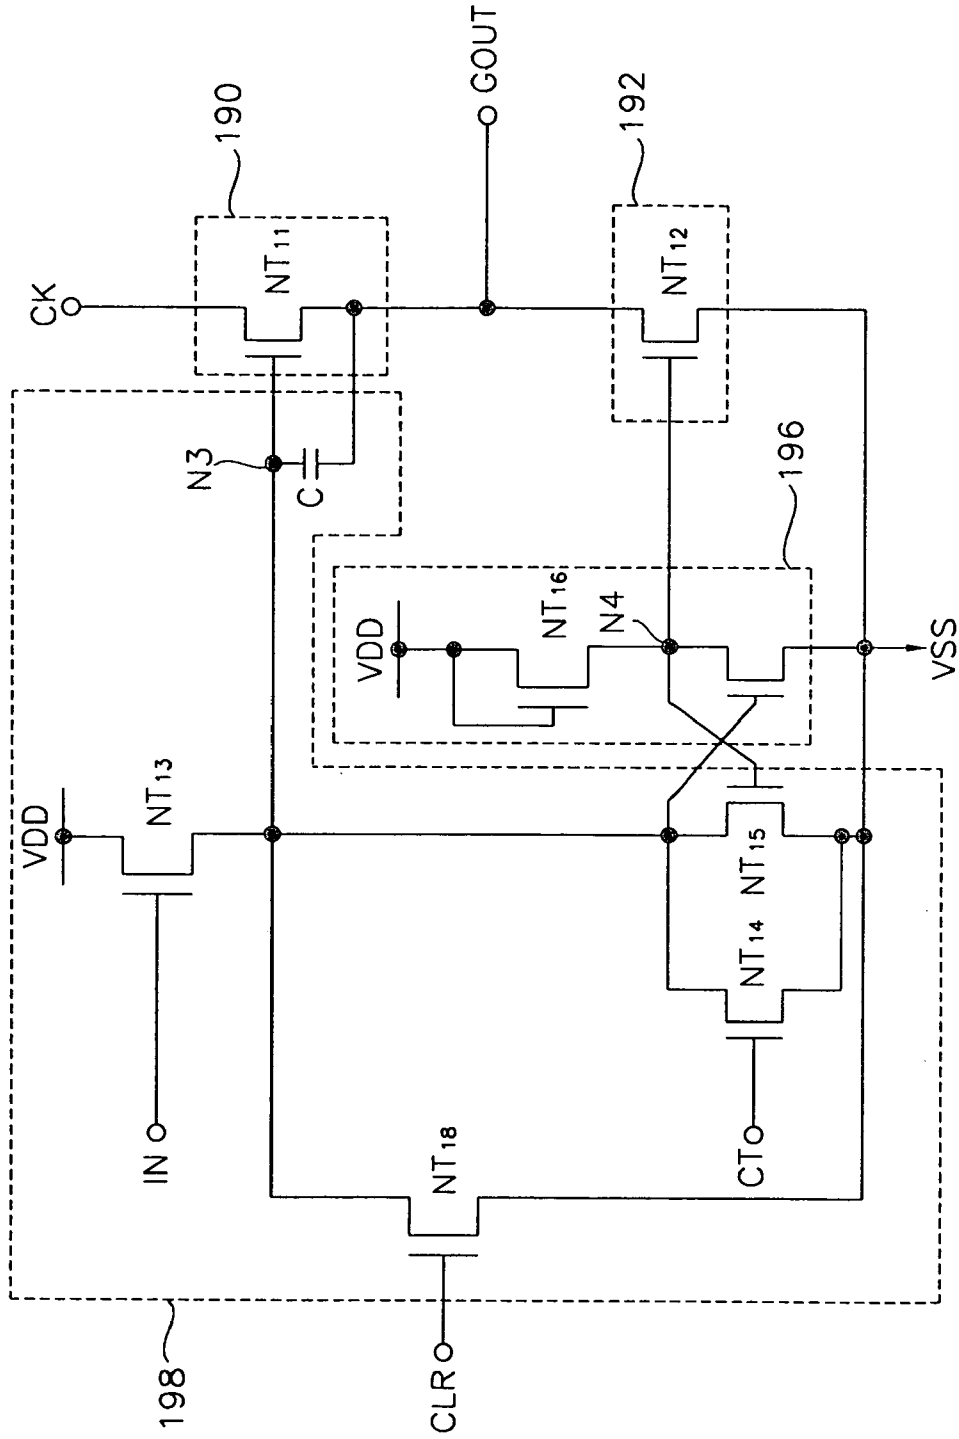 CK
190
GOUT
NT11
N3
C
NT12
192
VDD
NT16
N4
196
VSS
VDD
NT13
IN
NT15
NT14
CT
NT18
CLR
198